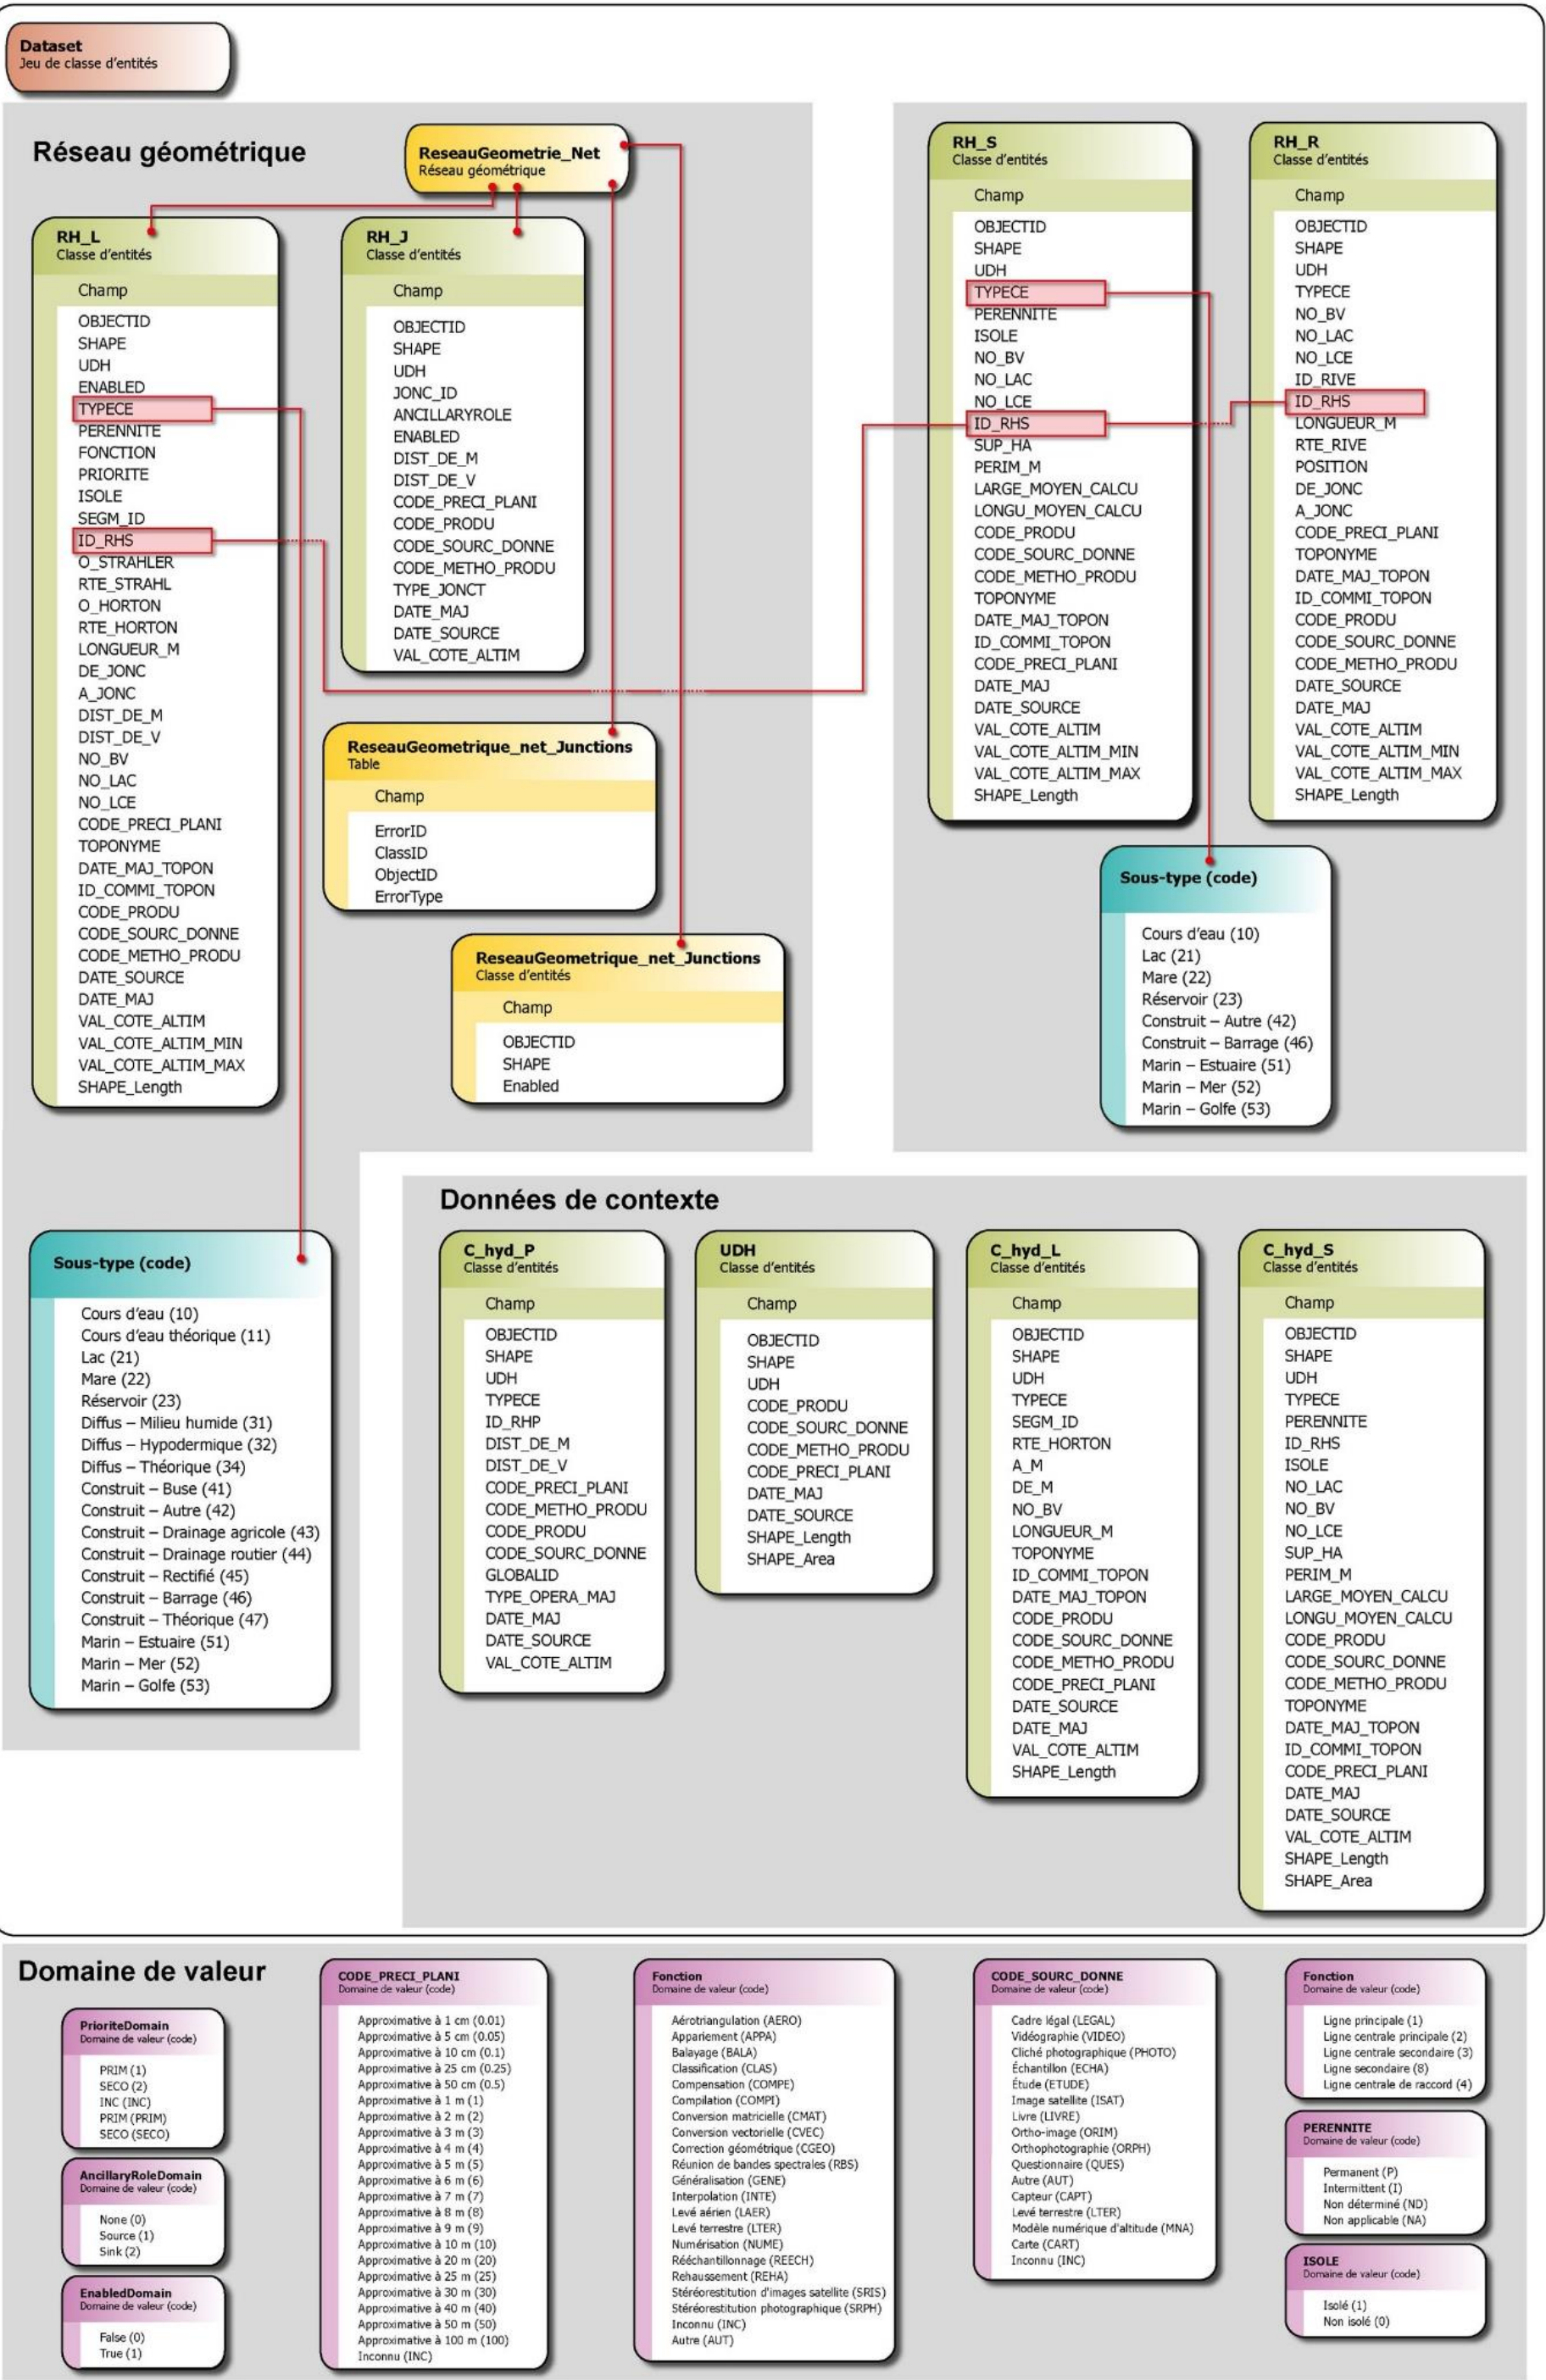 Dataset
Jeu de classe d'entités
Réseau géométrique
ReseauGeometrie_Net
Réseau géométrique
RH_L
Classe d'entités
Champ
OBJECTID
SHAPE
UDH
ENABLED
TYPECE
PERENNITE
FONCTION
PRIORITE
ISOLE
SEGM_ID
ID_RHS
O_STRAHLER
RTE_STRAHL
O_HORTON
RTE_HORTON
LONGUEUR_M
DE_JONC
A_JONC
DIST_DE_M
DIST_DE_V
NO_BV
NO_LAC
NO_LCE
CODE_PRECI_PLANI
TOPONYME
DATE_MAJ_TOPON
ID_COMMI_TOPON
CODE_PRODU
CODE_SOURC_DONNE
CODE_METHO_PRODU
DATE_SOURCE
DATE_MAJ
VAL_COTE_ALTIM
VAL_COTE_ALTIM_MIN
VAL_COTE_ALTIM_MAX
SHAPE_Length
RH_J
Classe d'entités
Champ
OBJECTID
SHAPE
UDH
JONC_ID
ANCILLARYROLE
ENABLED
DIST_DE_M
DIST_DE_V
CODE_PRECI_PLANI
CODE_PRODU
CODE_SOURC_DONNE
CODE_METHO_PRODU
TYPE_JONCT
DATE_MAJ
DATE_SOURCE
VAL_COTE_ALTIM
ReseauGeometrique_net_Junctions
Table
Champ
ErrorID
ClassID
ObjectID
ErrorType
ReseauGeometrique_net_Junctions
Classe d'entités
Champ
OBJECTID
SHAPE
Enabled
RH_S
Classe d'entités
Champ
OBJECTID
SHAPE
UDH
TYPECE
PERENNITE
ISOLE
NO_BV
NO_LAC
NO_LCE
ID_RHS
SUP_HA
PERIM_M
LARGE_MOYEN_CALCU
LONGU_MOYEN_CALCU
CODE_PRODU
CODE_SOURC_DONNE
CODE_METHO_PRODU
TOPONYME
DATE_MAJ_TOPON
ID_COMMI_TOPON
CODE_PRECI_PLANI
DATE_MAJ
DATE_SOURCE
VAL_COTE_ALTIM
VAL_COTE_ALTIM_MIN
VAL_COTE_ALTIM_MAX
SHAPE_Length
RH_R
Classe d'entités
Champ
OBJECTID
SHAPE
UDH
TYPECE
NO_BV
NO_LAC
NO_LCE
ID_RIVE
ID_RHS
LONGUEUR_M
RTE_RIVE
POSITION
DE_JONC
A_JONC
CODE_PRECI_PLANI
TOPONYME
DATE_MAJ_TOPON
ID_COMMI_TOPON
CODE_PRODU
CODE_SOURC_DONNE
CODE_METHO_PRODU
DATE_SOURCE
DATE_MAJ
VAL_COTE_ALTIM
VAL_COTE_ALTIM_MIN
VAL_COTE_ALTIM_MAX
SHAPE_Length
Sous-type (code)
Cours d'eau (10)
Lac (21)
Mare (22)
Réservoir (23)
Construit – Autre (42)
Construit – Barrage (46)
Marin – Estuaire (51)
Marin – Mer (52)
Marin – Golfe (53)
Sous-type (code)
Cours d'eau (10)
Cours d'eau théorique (11)
Lac (21)
Mare (22)
Réservoir (23)
Diffus – Milieu humide (31)
Diffus – Hypodermique (32)
Diffus – Théorique (34)
Construit – Buse (41)
Construit – Autre (42)
Construit – Drainage agricole (43)
Construit – Drainage routier (44)
Construit – Rectifié (45)
Construit – Barrage (46)
Construit – Théorique (47)
Marin – Estuaire (51)
Marin – Mer (52)
Marin – Golfe (53)
Données de contexte
C_hyd_P
Classe d'entités
Champ
OBJECTID
SHAPE
UDH
TYPECE
ID_RHP
DIST_DE_M
DIST_DE_V
CODE_PRECI_PLANI
CODE_METHO_PRODU
CODE_PRODU
CODE_SOURC_DONNE
GLOBALID
TYPE_OPERA_MAJ
DATE_MAJ
DATE_SOURCE
VAL_COTE_ALTIM
UDH
Classe d'entités
Champ
OBJECTID
SHAPE
UDH
CODE_PRODU
CODE_SOURC_DONNE
CODE_METHO_PRODU
CODE_PRECI_PLANI
DATE_MAJ
DATE_SOURCE
SHAPE_Length
SHAPE_Area
C_hyd_L
Classe d'entités
Champ
OBJECTID
SHAPE
UDH
TYPECE
SEGM_ID
RTE_HORTON
A_M
DE_M
NO_BV
LONGUEUR_M
TOPONYME
ID_COMMI_TOPON
DATE_MAJ_TOPON
CODE_PRODU
CODE_SOURC_DONNE
CODE_METHO_PRODU
CODE_PRECI_PLANI
DATE_SOURCE
DATE_MAJ
VAL_COTE_ALTIM
SHAPE_Length
C_hyd_S
Classe d'entités
Champ
OBJECTID
SHAPE
UDH
TYPECE
PERENNITE
ID_RHS
ISOLE
NO_LAC
NO_BV
NO_LCE
SUP_HA
PERIM_M
LARGE_MOYEN_CALCU
LONGU_MOYEN_CALCU
CODE_PRODU
CODE_SOURC_DONNE
CODE_METHO_PRODU
TOPONYME
DATE_MAJ_TOPON
ID_COMMI_TOPON
CODE_PRECI_PLANI
DATE_MAJ
DATE_SOURCE
VAL_COTE_ALTIM
SHAPE_Length
SHAPE_Area
Domaine de valeur
PrioriteDomain
Domaine de valeur (code)
PRIM (1)
SECO (2)
INC (INC)
PRIM (PRIM)
SECO (SECO)
AncillaryRoleDomain
Domaine de valeur (code)
None (0)
Source (1)
Sink (2)
EnabledDomain
Domaine de valeur (code)
False (0)
True (1)
CODE_PRECI_PLANI
Domaine de valeur (code)
Approximative à 1 cm (0.01)
Approximative à 5 cm (0.05)
Approximative à 10 cm (0.1)
Approximative à 25 cm (0.25)
Approximative à 50 cm (0.5)
Approximative à 1 m (1)
Approximative à 2 m (2)
Approximative à 3 m (3)
Approximative à 4 m (4)
Approximative à 5 m (5)
Approximative à 6 m (6)
Approximative à 7 m (7)
Approximative à 8 m (8)
Approximative à 9 m (9)
Approximative à 10 m (10)
Approximative à 20 m (20)
Approximative à 25 m (25)
Approximative à 30 m (30)
Approximative à 40 m (40)
Approximative à 50 m (50)
Approximative à 100 m (100)
Inconnu (INC)
Fonction
Domaine de valeur (code)
Aérotriangulation (AERO)
Appariement (APPA)
Balayage (BALA)
Classification (CLAS)
Compensation (COMPE)
Compilation (COMPI)
Conversion matricielle (CMAT)
Conversion vectorielle (CVEC)
Correction géométrique (CGEO)
Réunion de bandes spectrales (RBS)
Généralisation (GENE)
Interpolation (INTE)
Levé aérien (LAER)
Levé terrestre (LTER)
Numérisation (NUME)
Rééchantillonnage (REECH)
Rehaussement (REHA)
Stéréorestitution d'images satellite (SRIS)
Stéréorestitution photographique (SRPH)
Inconnu (INC)
Autre (AUT)
CODE_SOURC_DONNE
Domaine de valeur (code)
Cadre légal (LEGAL)
Vidéographie (VIDEO)
Cliché photographique (PHOTO)
Échantillon (ECHA)
Étude (ETUDE)
Image satellite (ISAT)
Livre (LIVRE)
Ortho-image (ORIM)
Orthophotographie (ORPH)
Questionnaire (QUES)
Autre (AUT)
Capteur (CAPT)
Levé terrestre (LTER)
Modèle numérique d'altitude (MNA)
Carte (CART)
Inconnu (INC)
Fonction
Domaine de valeur (code)
Ligne principale (1)
Ligne centrale principale (2)
Ligne centrale secondaire (3)
Ligne secondaire (8)
Ligne centrale de raccord (4)
PERENNITE
Domaine de valeur (code)
Permanent (P)
Intermittent (I)
Non déterminé (ND)
Non applicable (NA)
ISOLE
Domaine de valeur (code)
Isolé (1)
Non isolé (0)